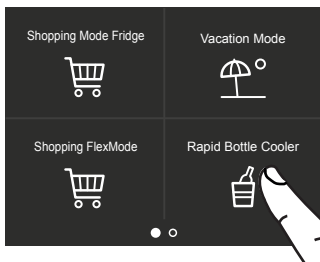 Shopping Mode Fridge
Vacation Mode
Shopping FlexMode
Rapid Bottle Cooler